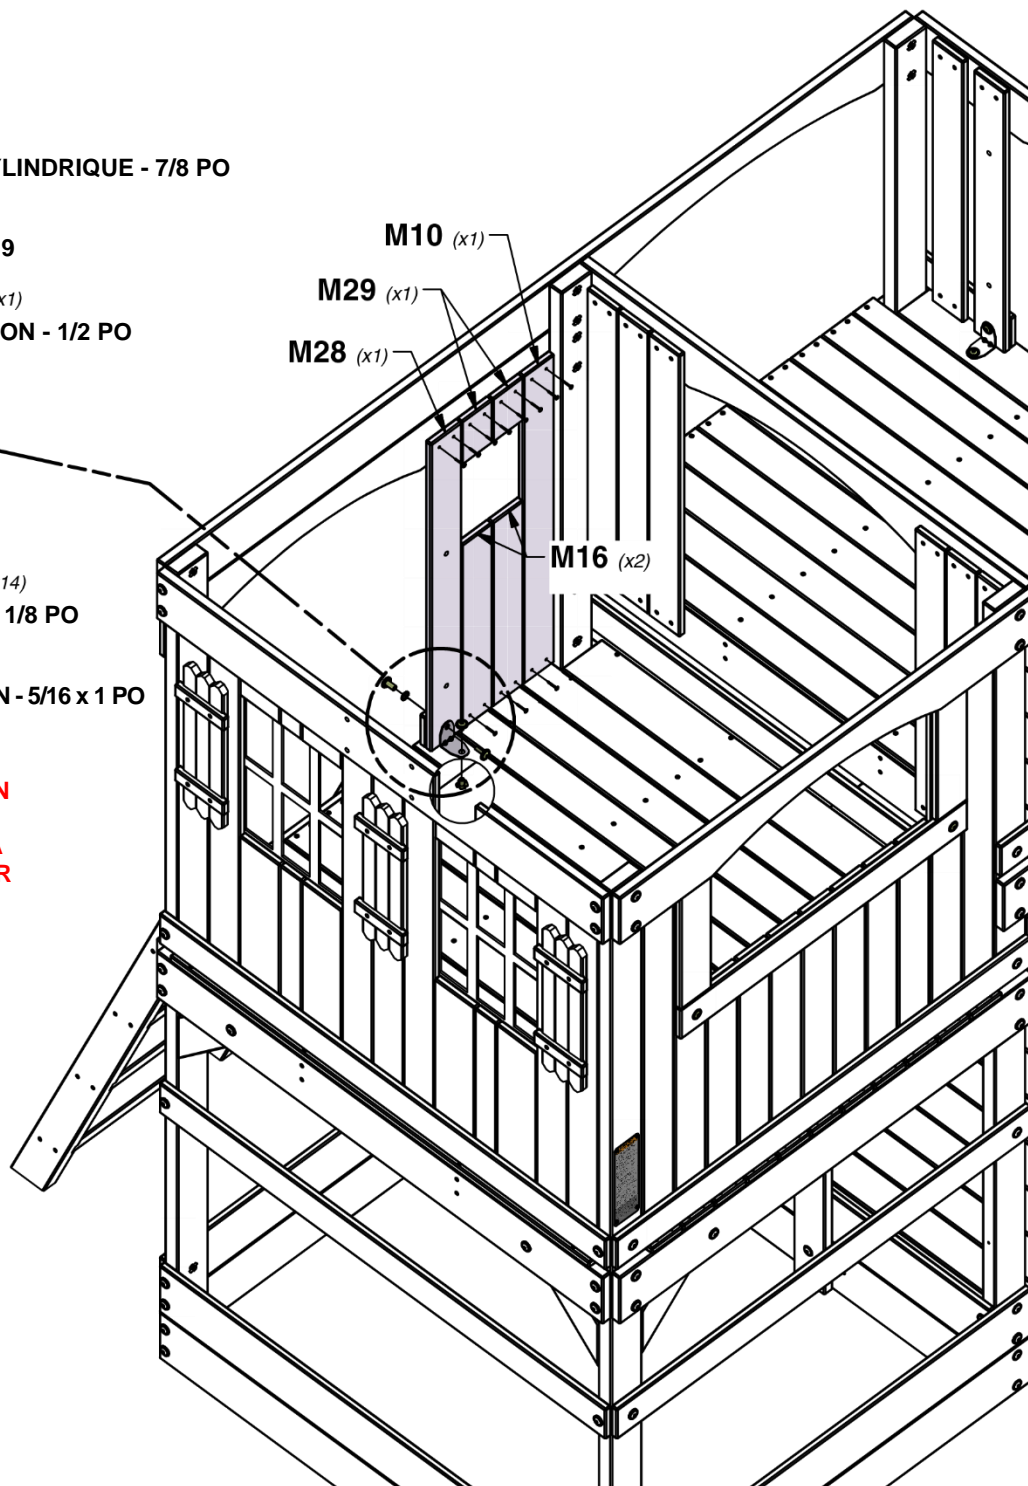 YLINDRIQUE - 7/8 PO
9
x1)
ON - 1/2 PO
14)
1/8 PO
N - 5/16 x 1 PO
N
A
R
M10 (x1)
M29 (x1)
M28 (x1)
M16 (x2)